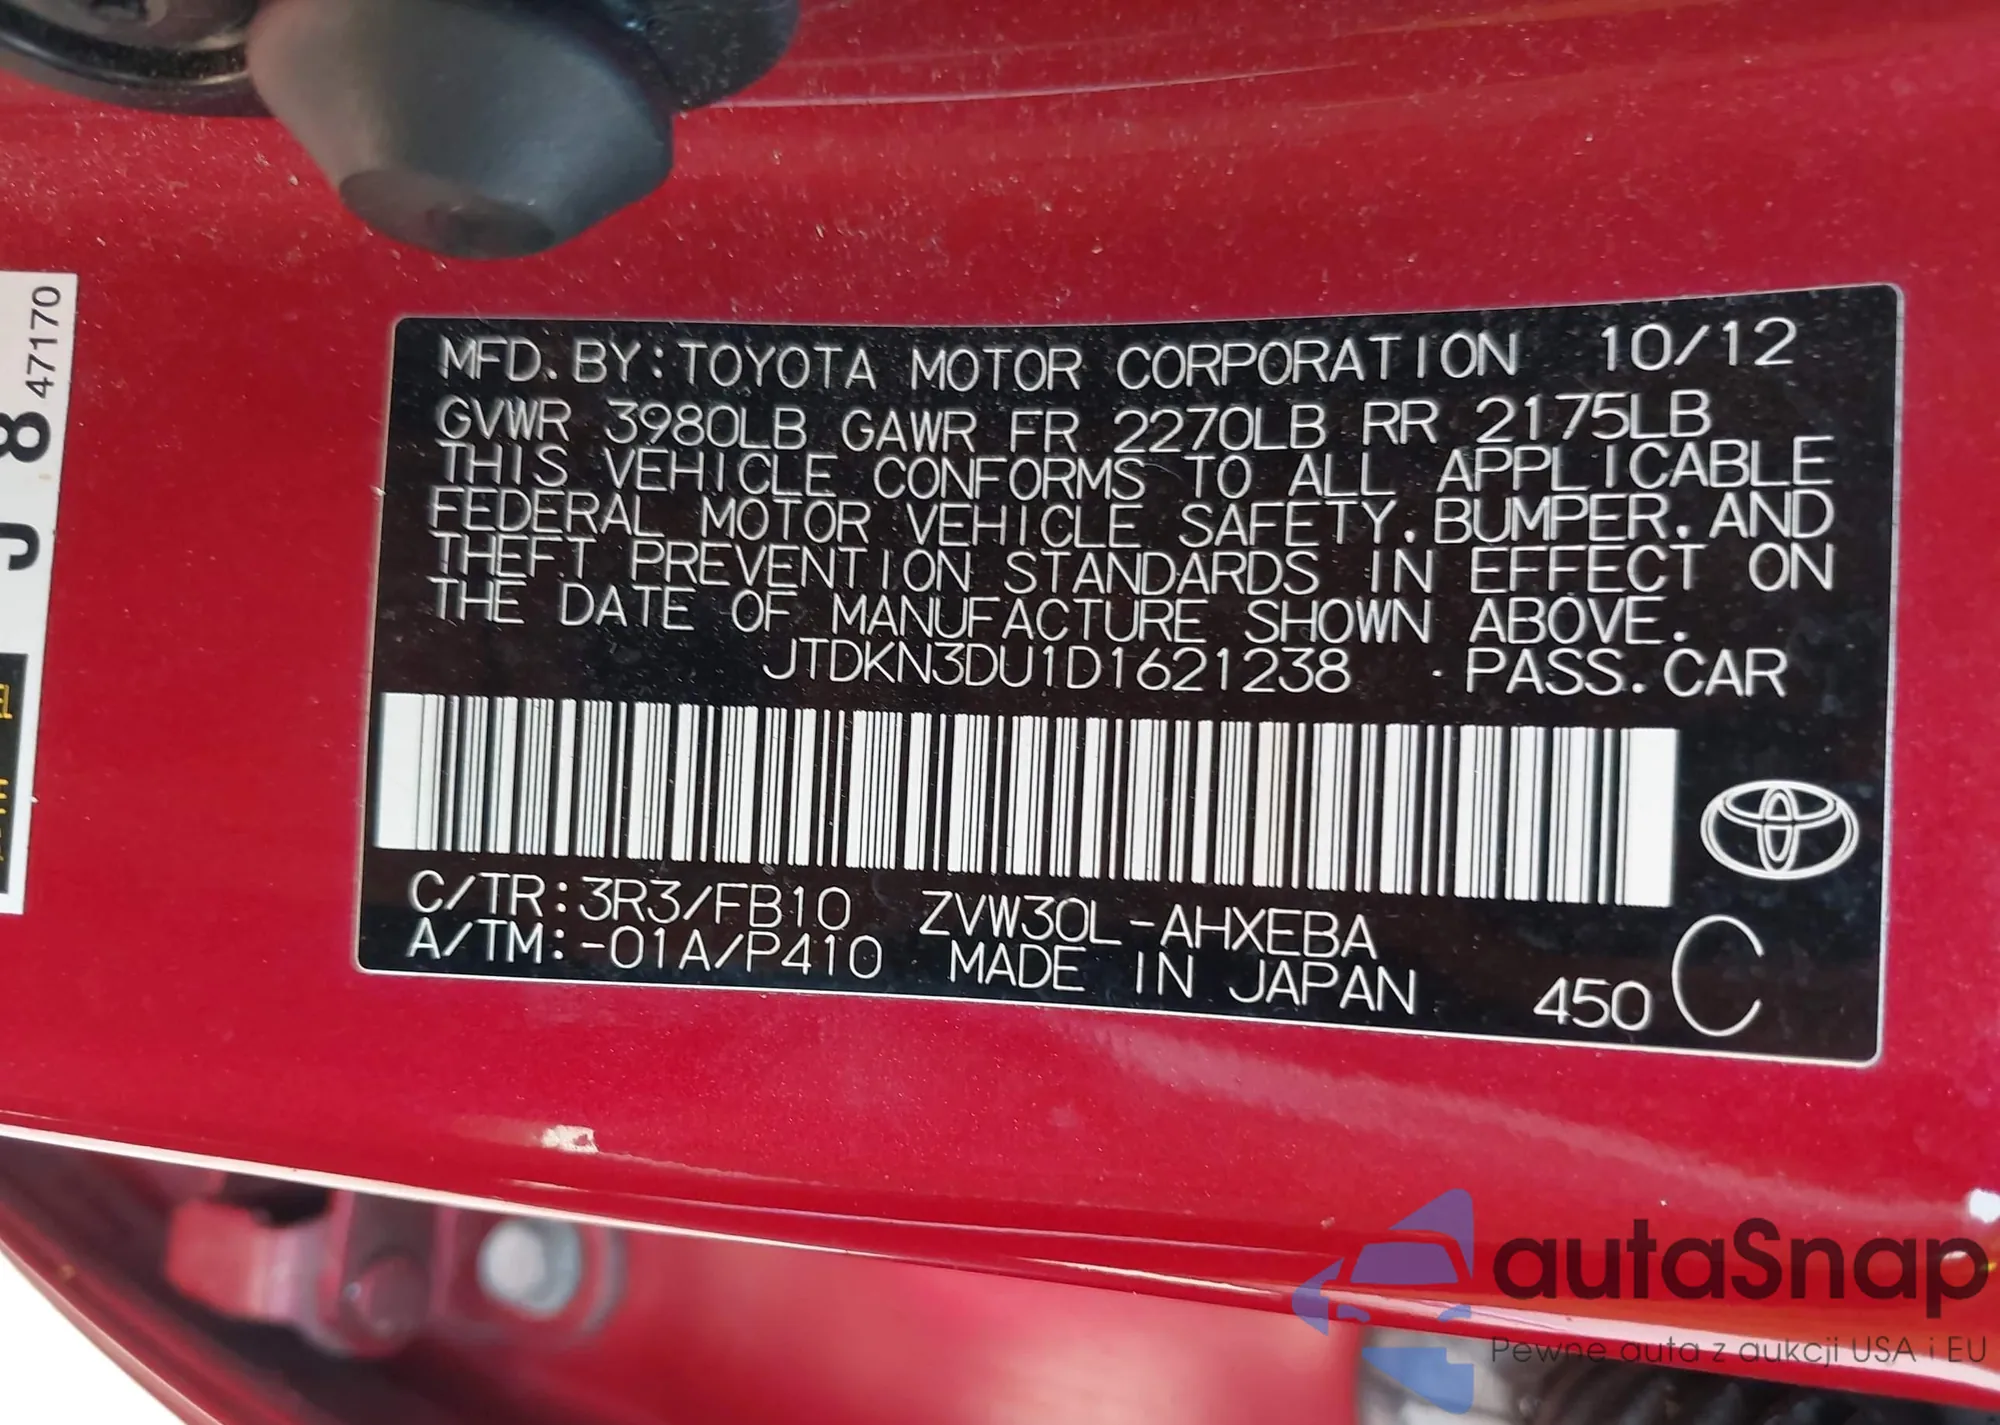 MFD. BY: TOYOTA MOTOR CORPORATION 10/12
GVWR 3980LB GAWR FR 2270LB RR 2175LB
THIS VEHICLE CONFORMS TO ALL APPLICABLE
FEDERAL MOTOR VEHICLE SAFETY. BUMPER. AND
THEFT PREVENTION STANDARDS IN EFFECT ON
THE DATE OF MANUFACTURE SHOWN ABOVE.
JTDKN3DU1D1621238 · PASS. CAR
C/TR: 3R3/FB10 ZVW30L-AHXEBA
A/TM: -01A/P410 MADE IN JAPAN
450 C
J 8 47170
autaSnap
Pewne auta z aukcji USA i EU